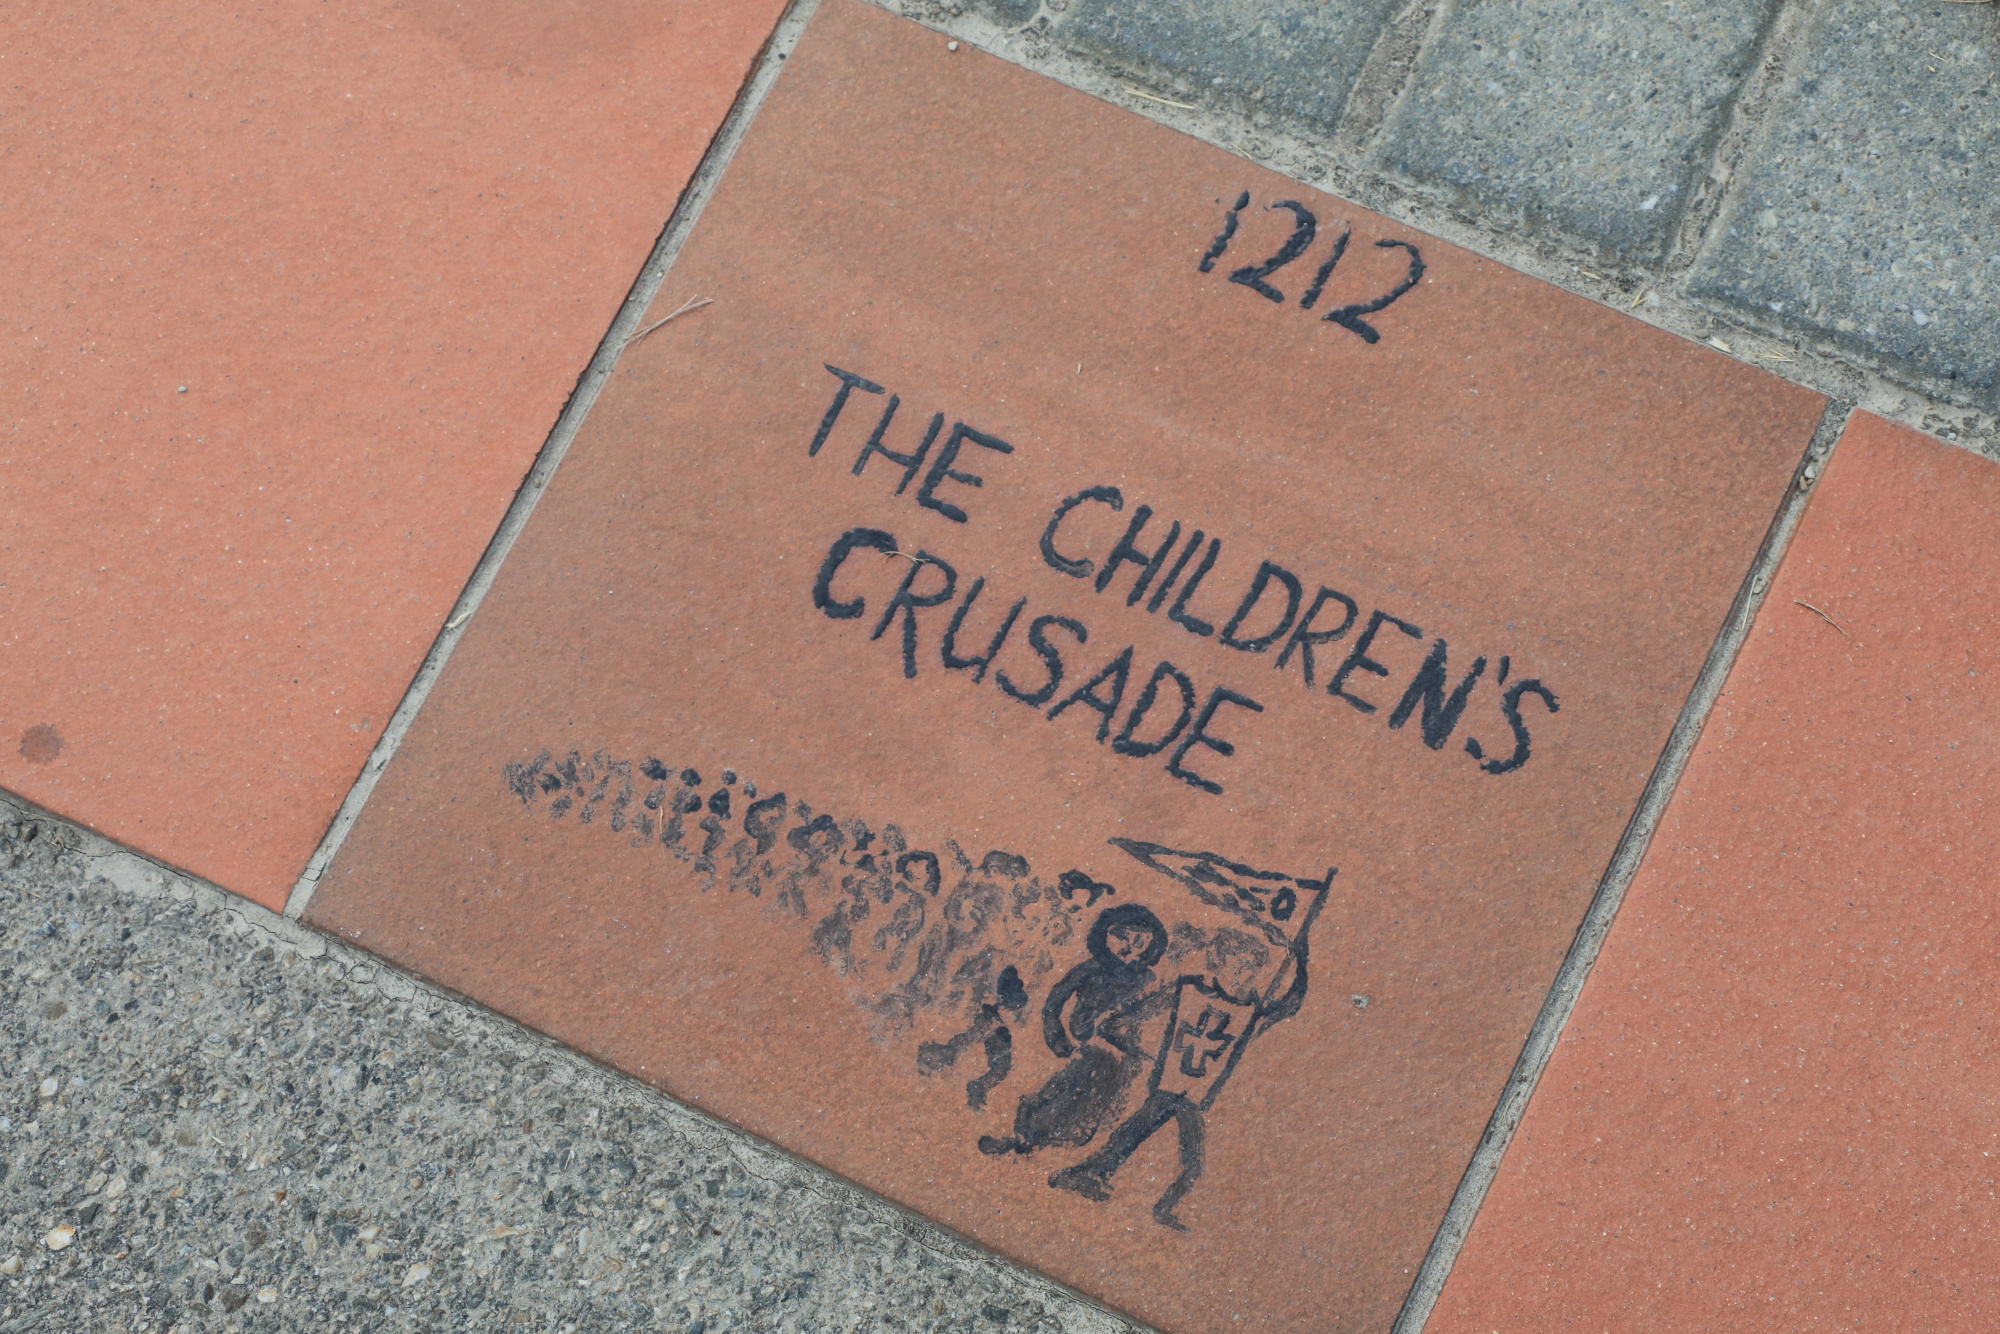 1212
THE CHILDREN'S
CRUSADE